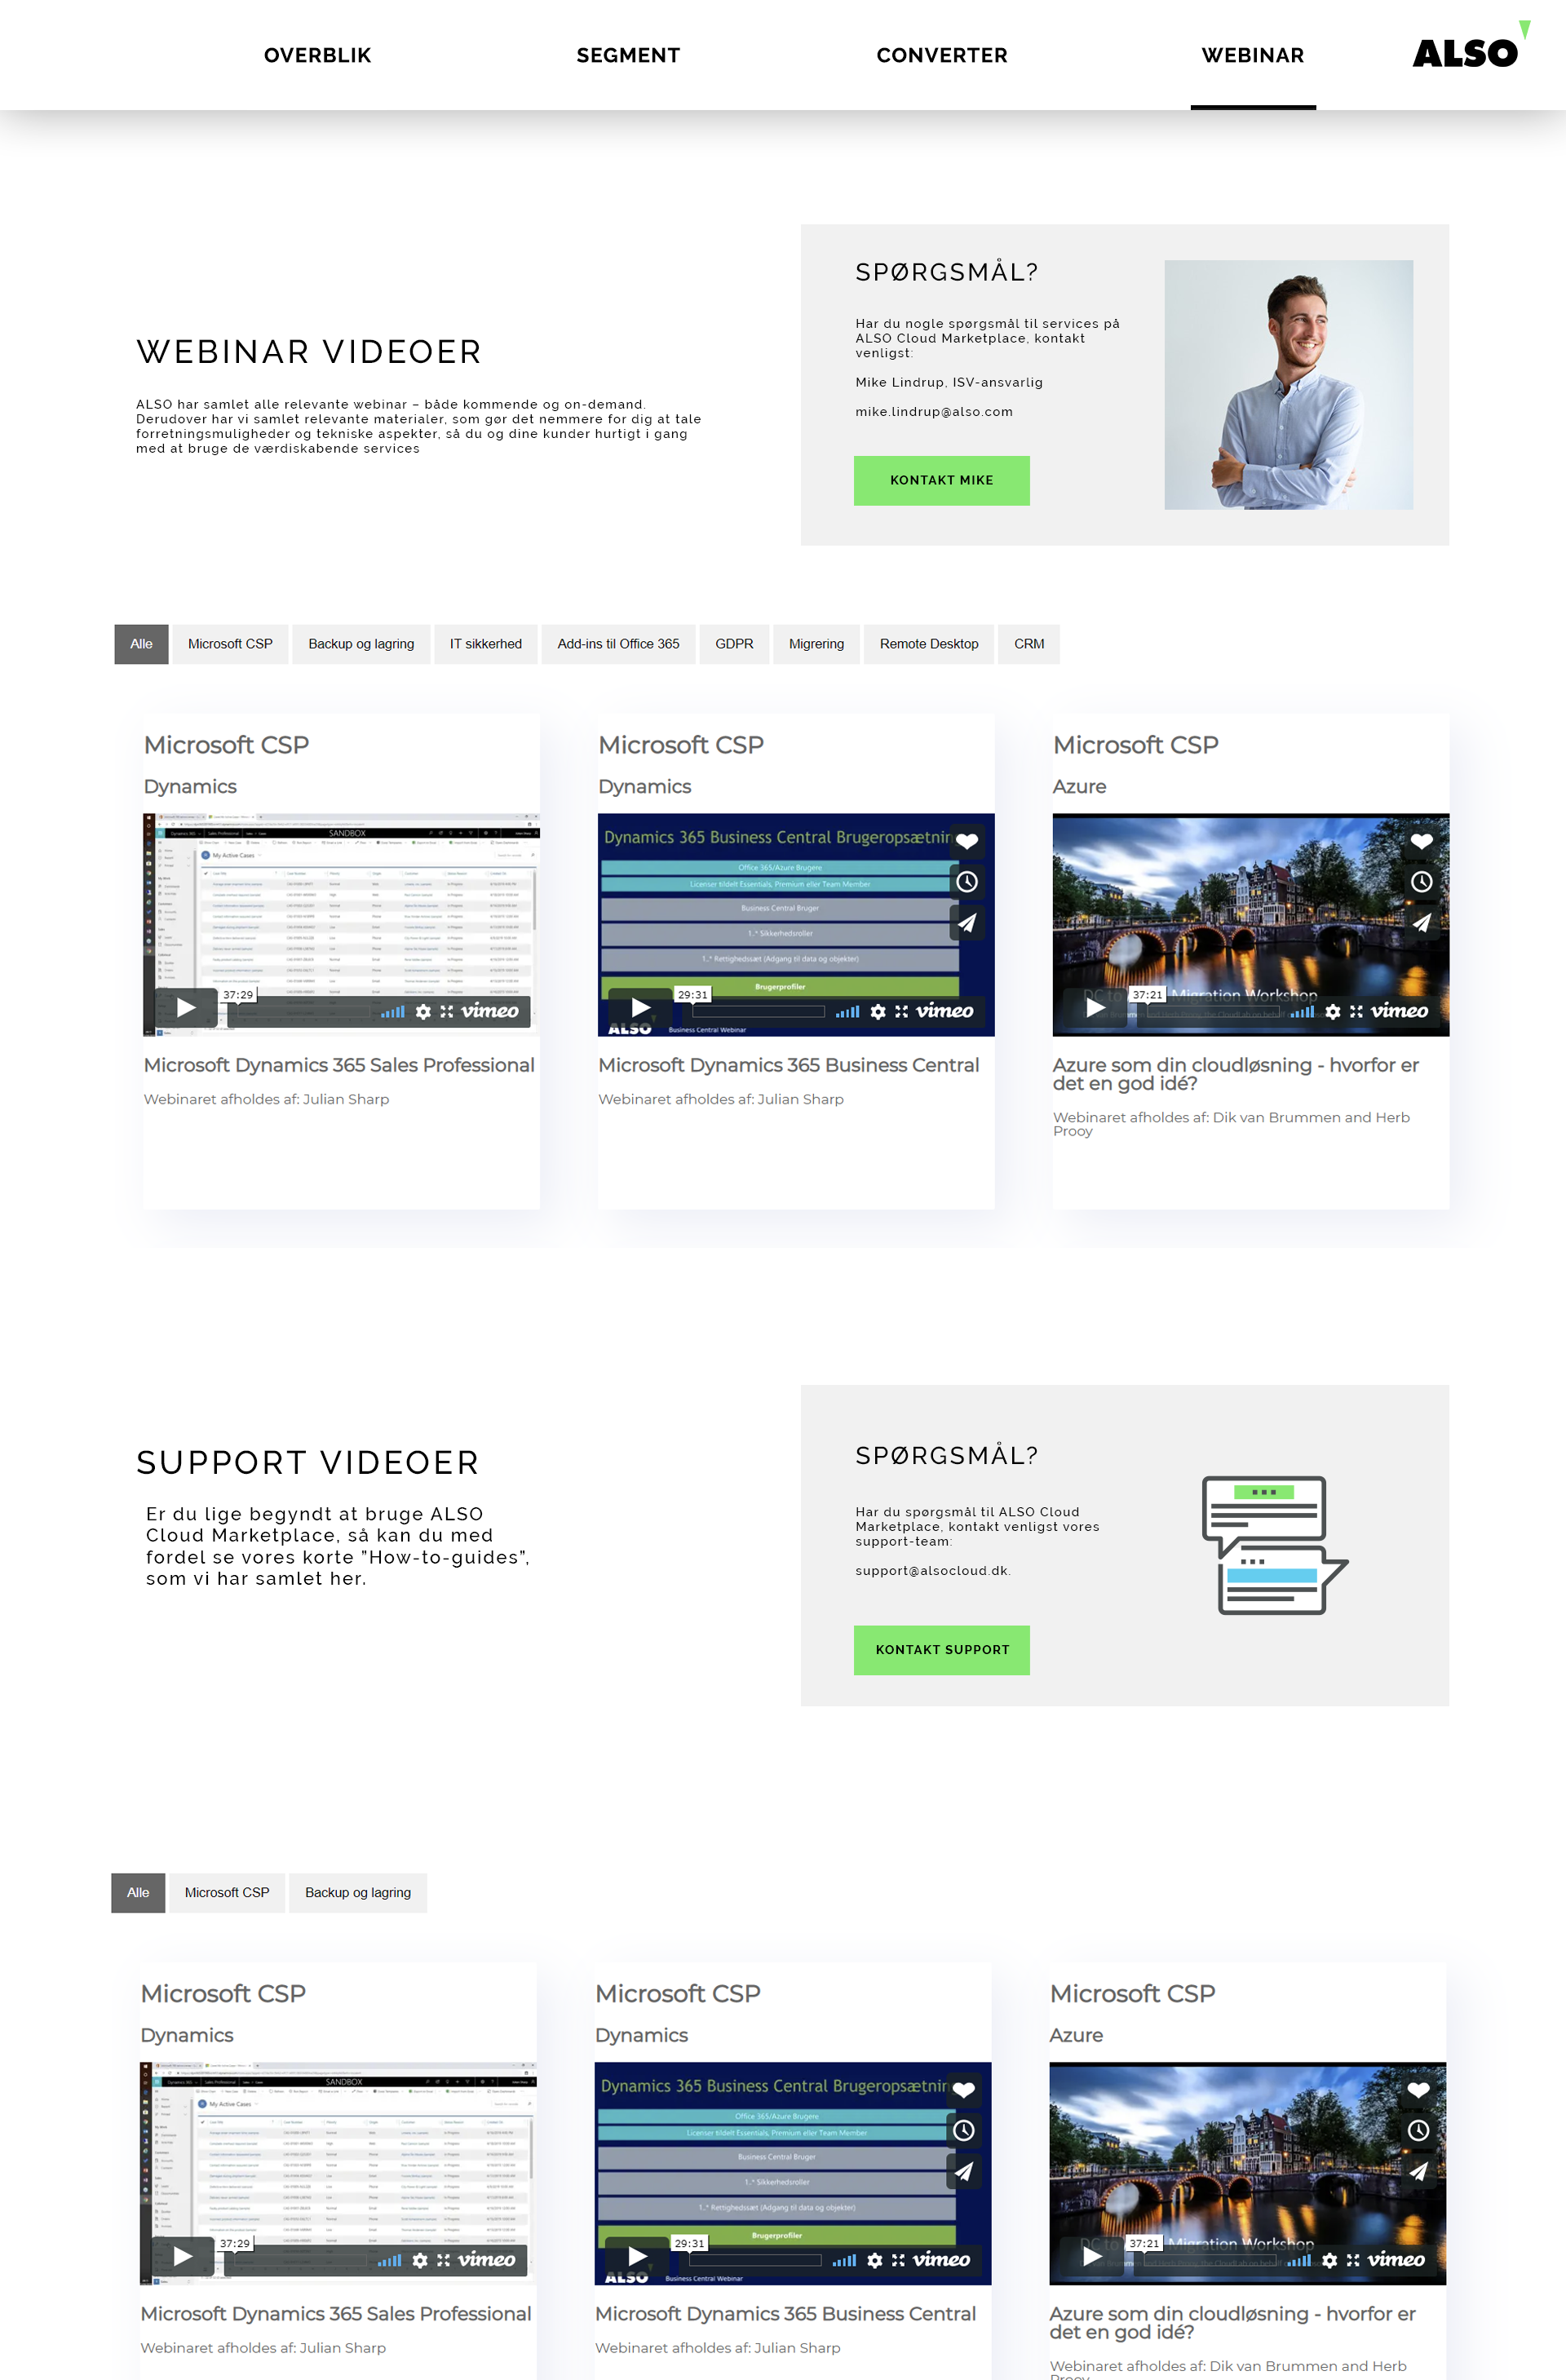 OVERBLIK
SEGMENT
CONVERTER
WEBINAR
ALSO
WEBINAR VIDEOER
ALSO har samlet alle relevante webinar – både kommende og on-demand.
Derudover har vi samlet relevante materialer, som gør det nemmere for dig at tale
forretningsmuligheder og tekniske aspekter, så du og dine kunder hurtigt i gang
med at bruge de værdiskabende services
SPØRGSMÅL?
Har du nogle spørgsmål til services på
ALSO Cloud Marketplace, kontakt
venligst:
Mike Lindrup, ISV-ansvarlig
mike.lindrup@also.com
KONTAKT MIKE
Alle
Microsoft CSP
Backup og lagring
IT sikkerhed
Add-ins til Office 365
GDPR
Migrering
Remote Desktop
CRM
Microsoft CSP
Dynamics
SANDBOX
My Active Cases
37:29
vimeo
Microsoft Dynamics 365 Sales Professional
Webinaret afholdes af: Julian Sharp
Microsoft CSP
Dynamics
Dynamics 365 Business Central Brugeropsætnin
Office 365/Azure Brugere
Licenser tildelt Essentials, Premium eller Team Member
Business Central Bruger
1..* Sikkerhedsroller
1..* Rettighedssæt (Adgang til data og objekter)
Brugerprofiler
29:31
vimeo
ALSO
Business Central Webinar
Microsoft Dynamics 365 Business Central
Webinaret afholdes af: Julian Sharp
Microsoft CSP
Azure
DC to Migration Workshop
37:21
vimeo
Azure som din cloudløsning - hvorfor er
det en god idé?
Webinaret afholdes af: Dik van Brummen and Herb
Prooy
SUPPORT VIDEOER
Er du lige begyndt at bruge ALSO
Cloud Marketplace, så kan du med
fordel se vores korte ”How-to-guides”,
som vi har samlet her.
SPØRGSMÅL?
Har du spørgsmål til ALSO Cloud
Marketplace, kontakt venligst vores
support-team:
support@alsocloud.dk.
KONTAKT SUPPORT
Alle
Microsoft CSP
Backup og lagring
Microsoft CSP
Dynamics
SANDBOX
My Active Cases
37:29
vimeo
Microsoft Dynamics 365 Sales Professional
Webinaret afholdes af: Julian Sharp
Microsoft CSP
Dynamics
Dynamics 365 Business Central Brugeropsætnin
Office 365/Azure Brugere
Licenser tildelt Essentials, Premium eller Team Member
Business Central Bruger
1..* Sikkerhedsroller
1..* Rettighedssæt (Adgang til data og objekter)
Brugerprofiler
29:31
vimeo
ALSO
Business Central Webinar
Microsoft Dynamics 365 Business Central
Webinaret afholdes af: Julian Sharp
Microsoft CSP
Azure
DC to Migration Workshop
37:21
vimeo
Azure som din cloudløsning - hvorfor er
det en god idé?
Webinaret afholdes af: Dik van Brummen and Herb
Prooy